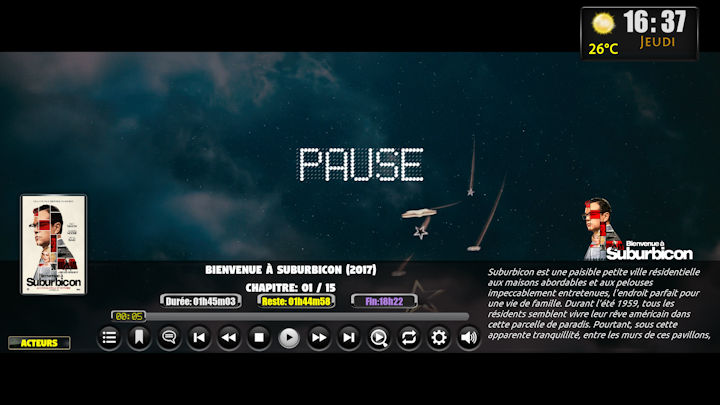 16:37
26°C
JEUDI
PAUSE
Suburbicon
Bienvenue à
Suburbicon
BIENVENUE À SUBURBICON (2017)
CHAPITRE: 01 / 15
Durée: 01h45m03
Reste: 01h44m58
Fin: 18h22
00:05
ACTEURS
Suburbicon est une paisible petite ville résidentielle
aux maisons abordables et aux pelouses
impeccablement entretenues, l'endroit parfait pour
une vie de famille. Durant l'été 1959, tous les
résidents semblent vivre leur rêve américain dans
cette parcelle de paradis. Pourtant, sous cette
apparente tranquillité, entre les murs de ces pavillons,